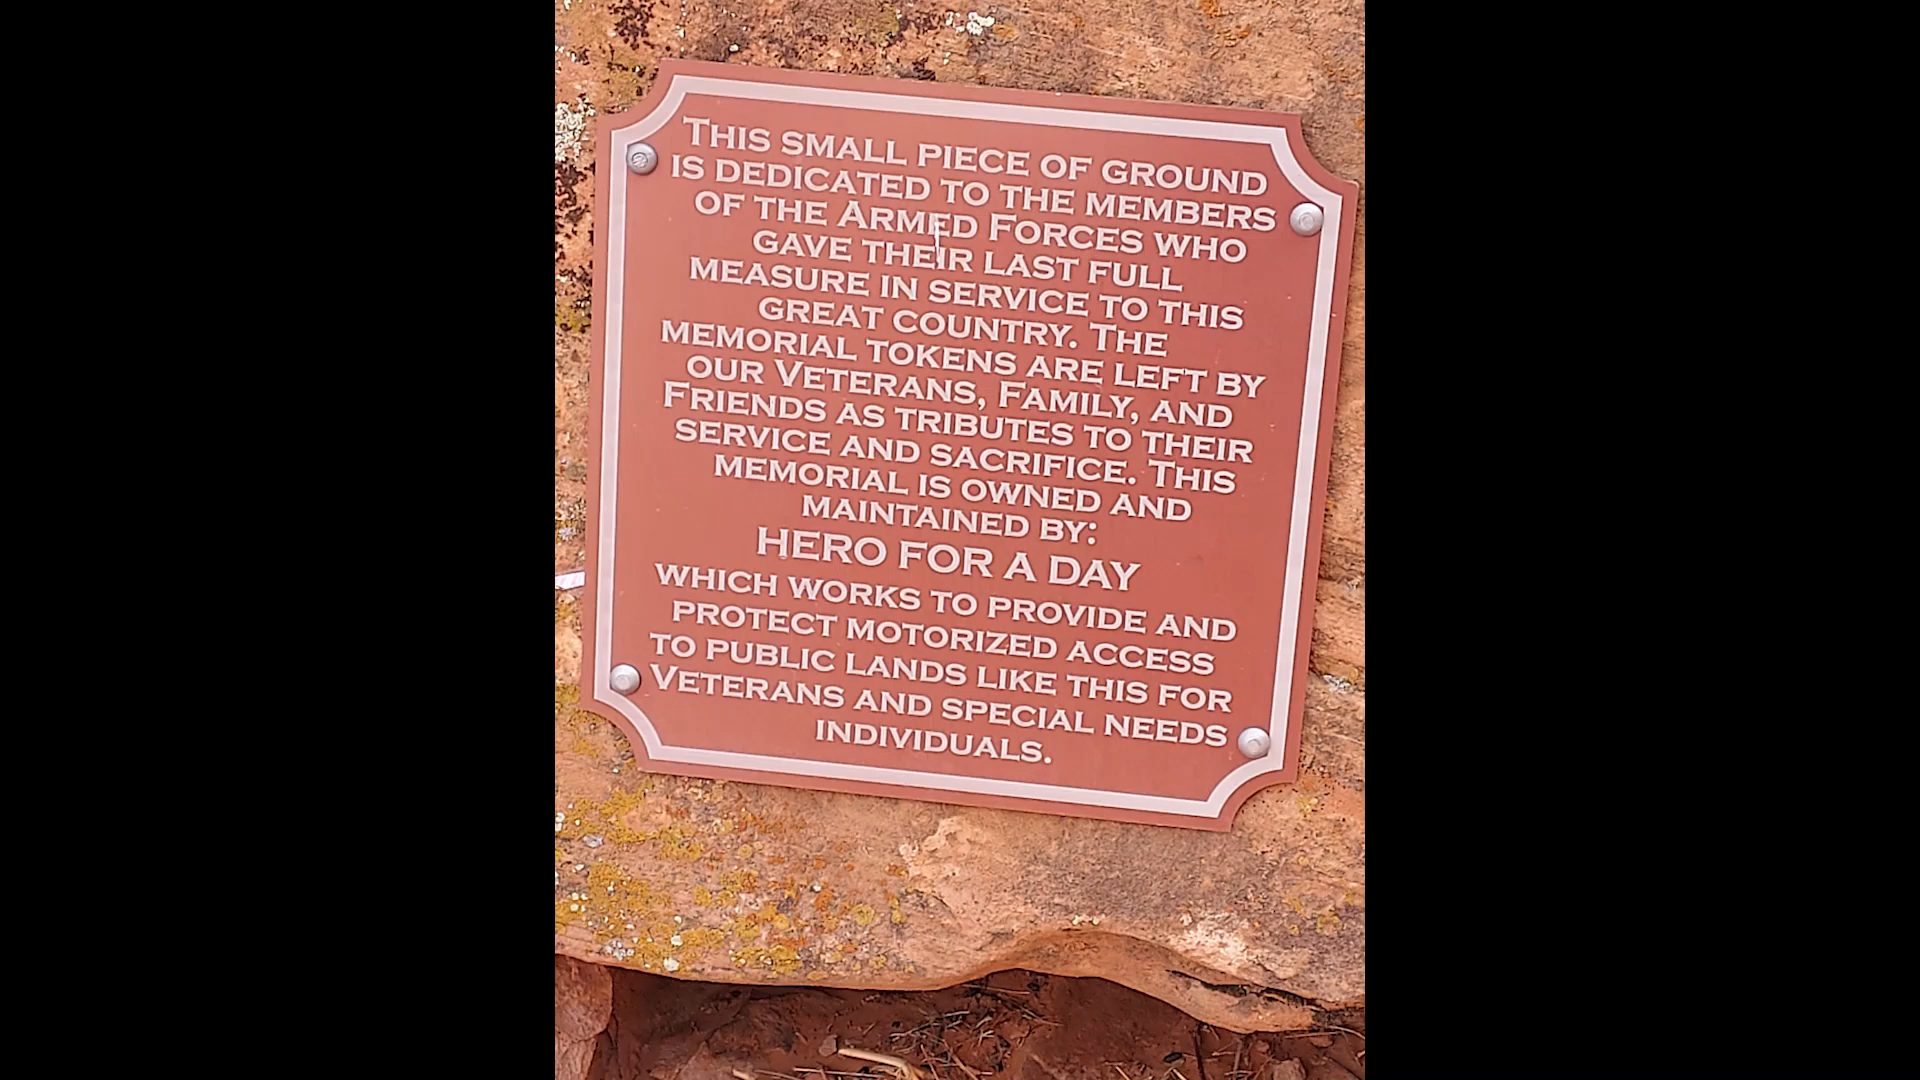 This small piece of ground
is dedicated to the members
of the Armed Forces who
gave their last full
measure in service to this
great country. The
memorial tokens are left by
our Veterans, Family, and
Friends as tributes to their
service and sacrifice. This
memorial is owned and
maintained by:
HERO FOR A DAY
which works to provide and
protect motorized access
to public lands like this for
Veterans and special needs
individuals.